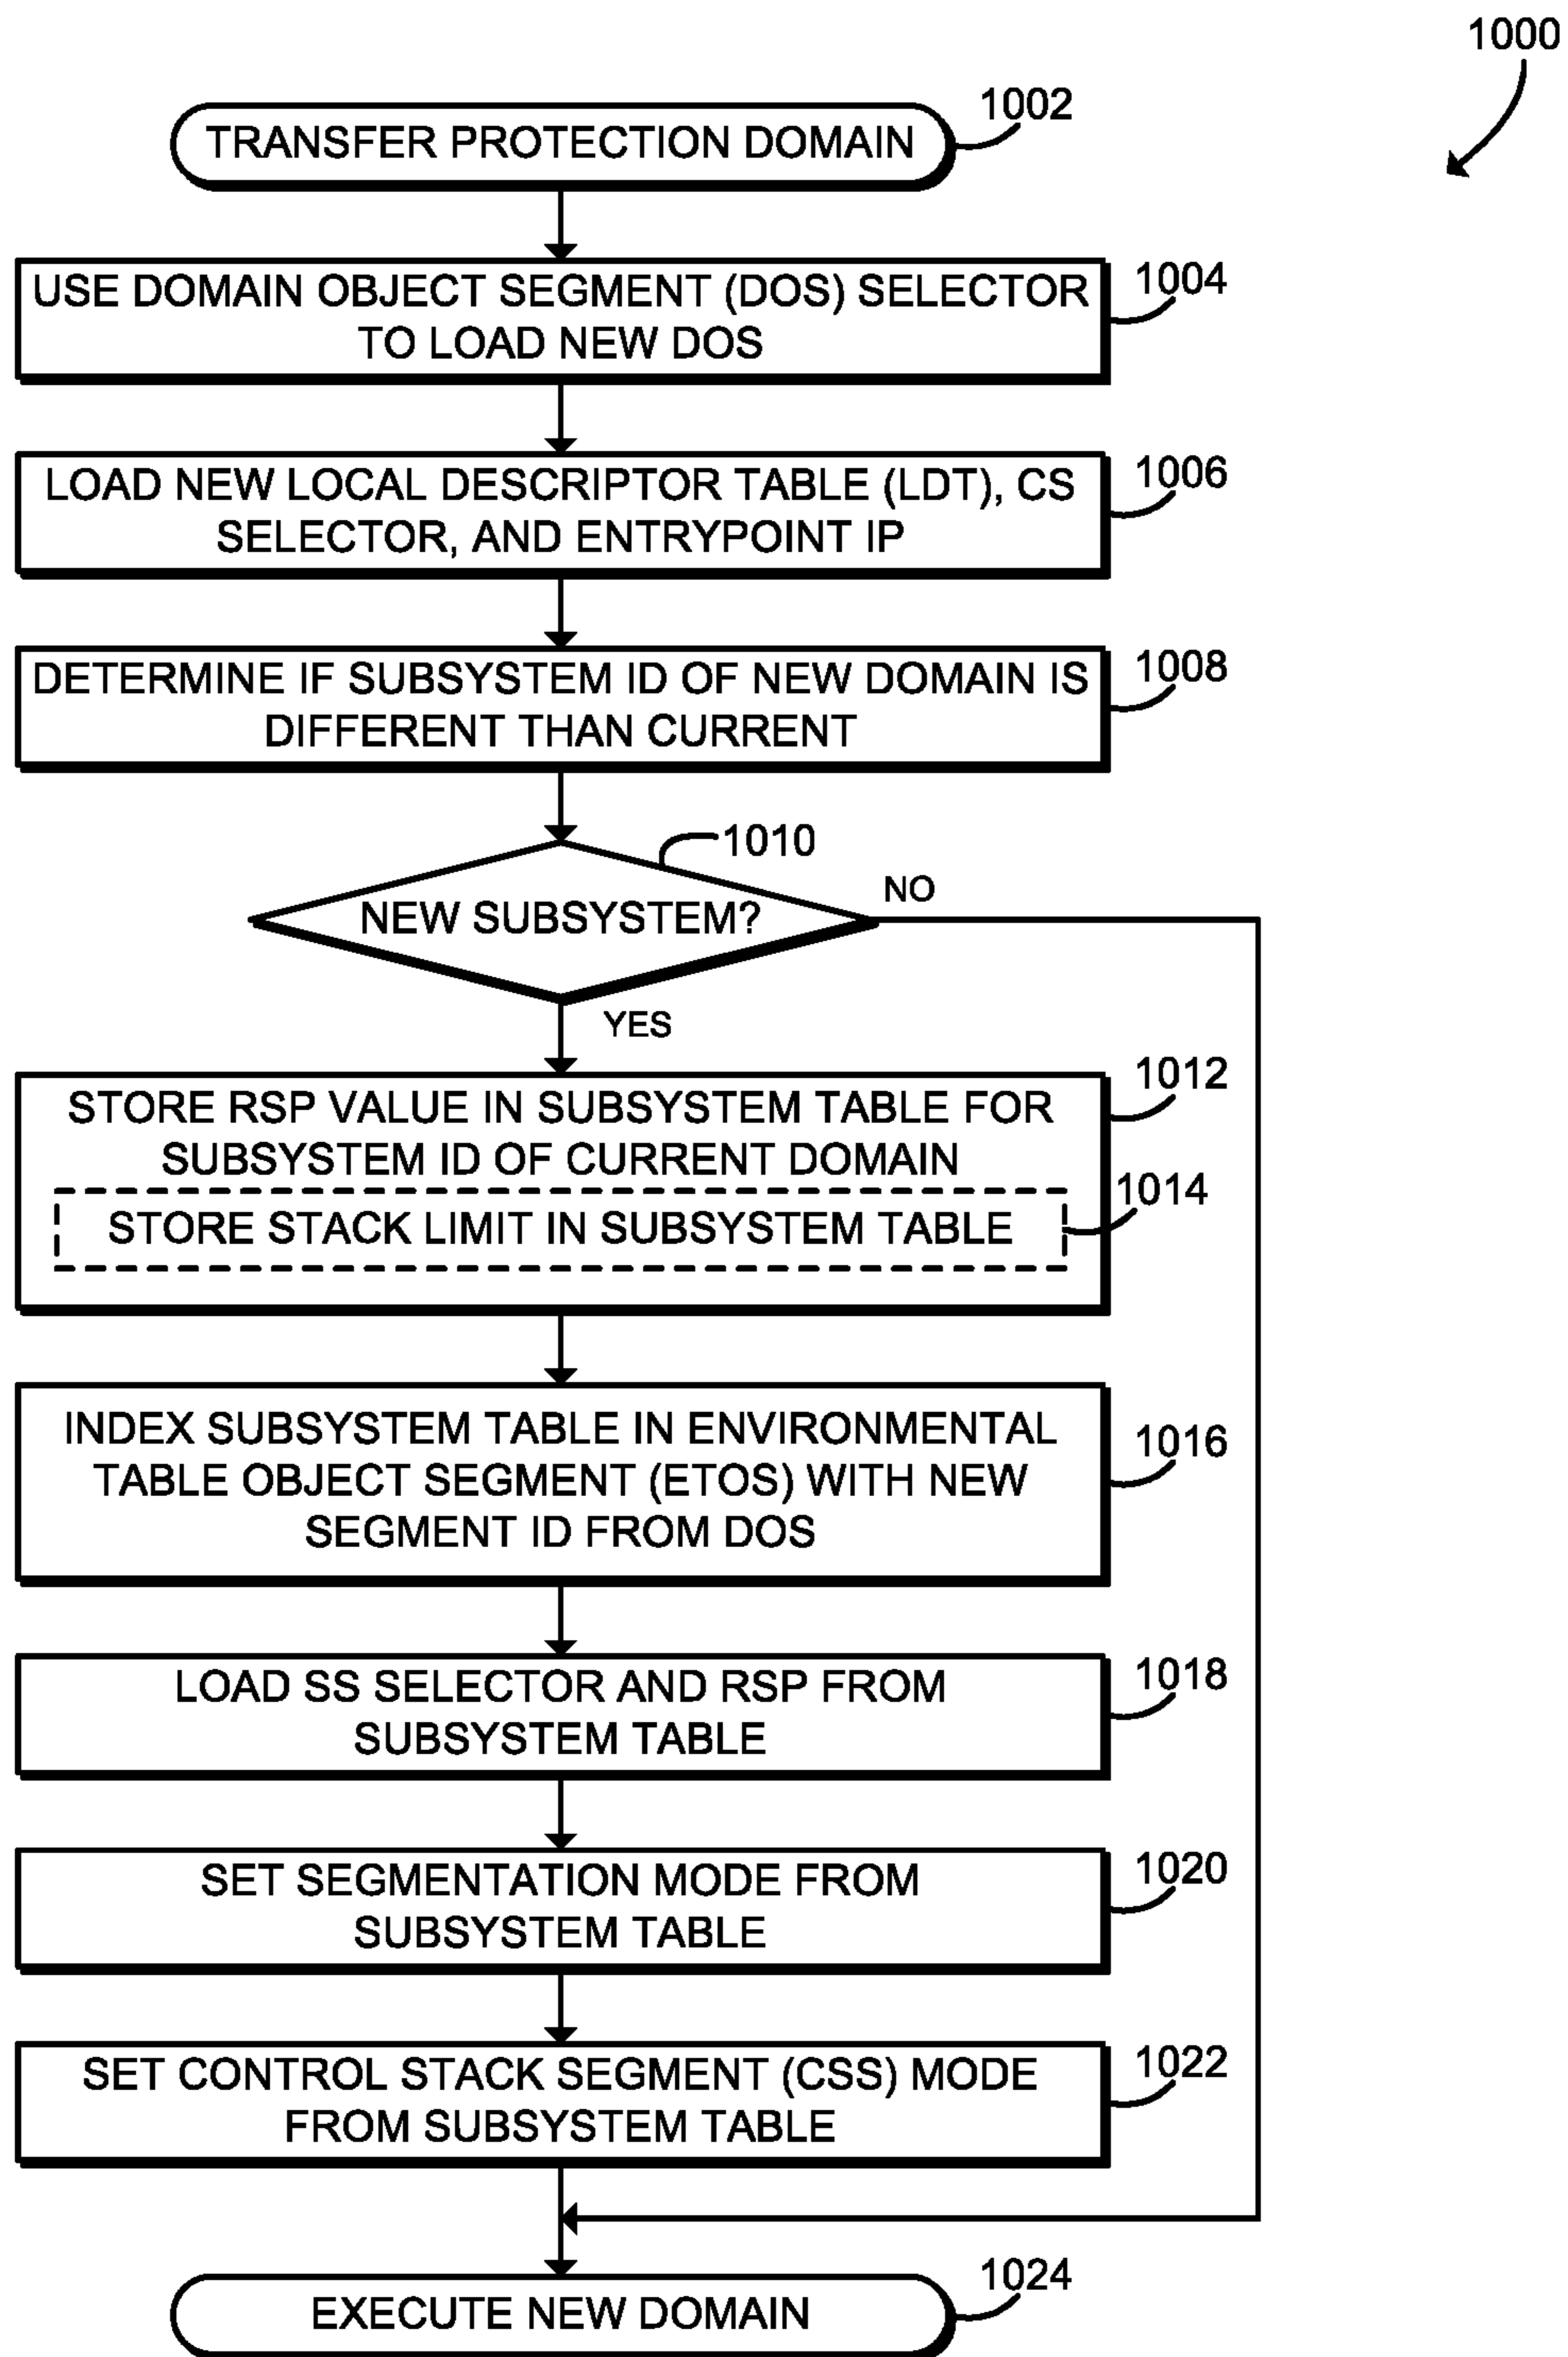 1000
1002
TRANSFER PROTECTION DOMAIN
1004
USE DOMAIN OBJECT SEGMENT (DOS) SELECTOR
TO LOAD NEW DOS
1006
LOAD NEW LOCAL DESCRIPTOR TABLE (LDT), CS
SELECTOR, AND ENTRYPOINT IP
1008
DETERMINE IF SUBSYSTEM ID OF NEW DOMAIN IS
DIFFERENT THAN CURRENT
1010
NEW SUBSYSTEM?
NO
YES
1012
STORE RSP VALUE IN SUBSYSTEM TABLE FOR
SUBSYSTEM ID OF CURRENT DOMAIN
1014
STORE STACK LIMIT IN SUBSYSTEM TABLE
1016
INDEX SUBSYSTEM TABLE IN ENVIRONMENTAL
TABLE OBJECT SEGMENT (ETOS) WITH NEW
SEGMENT ID FROM DOS
1018
LOAD SS SELECTOR AND RSP FROM
SUBSYSTEM TABLE
1020
SET SEGMENTATION MODE FROM
SUBSYSTEM TABLE
1022
SET CONTROL STACK SEGMENT (CSS) MODE
FROM SUBSYSTEM TABLE
1024
EXECUTE NEW DOMAIN